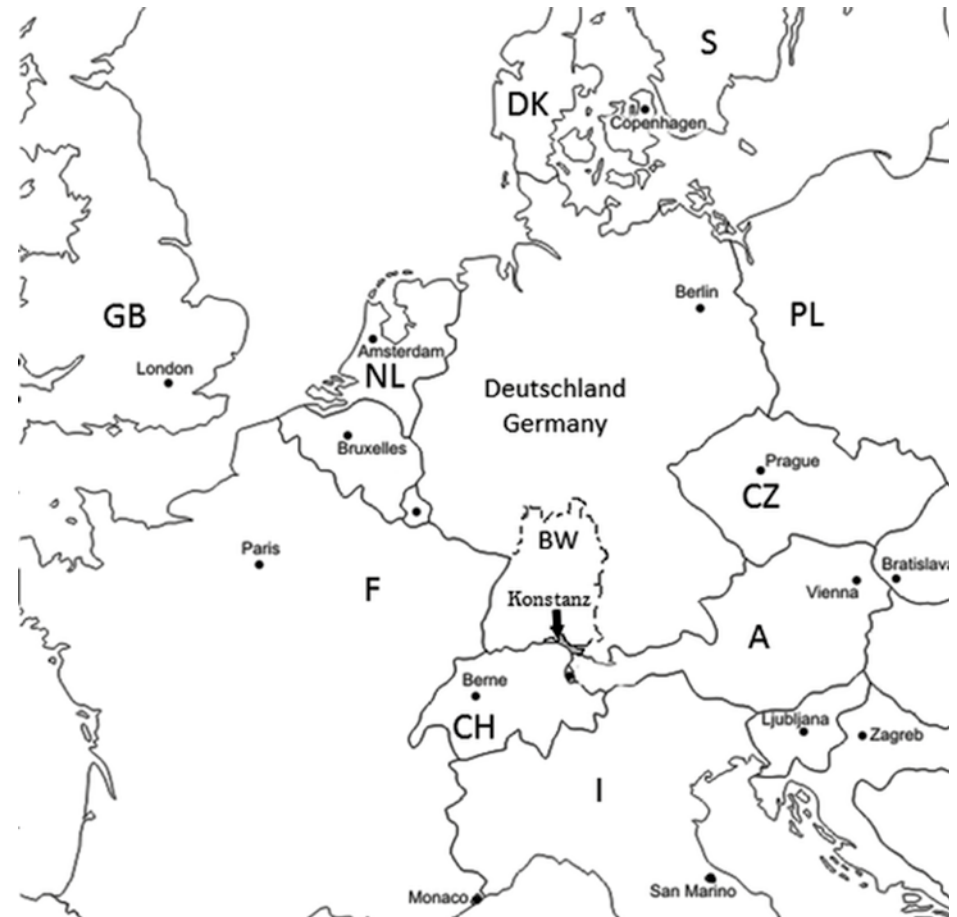 S
DK
Copenhagen
GB
London
Berlin
PL
Amsterdam
NL
Deutschland
Germany
Bruxelles
Prague
CZ
Paris
BW
F
Konstanz
Vienna
Bratislava
A
Berne
CH
Ljubljana
Zagreb
I
Monaco
San Marino